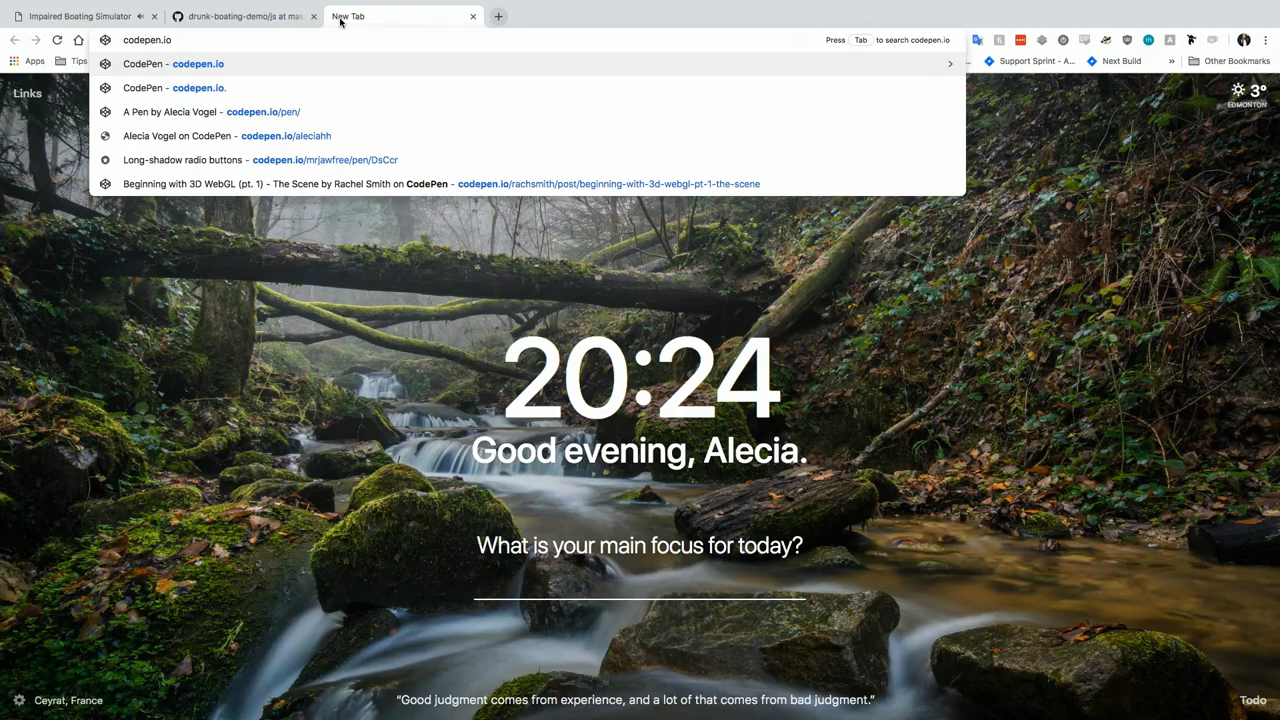 Impaired Boating Simulator
drunk-boating-demo/js at mas
New Tab
codepen.io
Press Tab to search codepen.io
CodePen - codepen.io
CodePen - codepen.io.
A Pen by Alecia Vogel - codepen.io/pen/
Alecia Vogel on CodePen - codepen.io/aleciahh
Long-shadow radio buttons - codepen.io/mrjawfree/pen/DsCcr
Beginning with 3D WebGL (pt. 1) - The Scene by Rachel Smith on CodePen - codepen.io/rachsmith/post/beginning-with-3d-webgl-pt-1-the-scene
Apps
Tips
Support Sprint - A...
Next Build
»
Other Bookmarks
Links
3°
EDMONTON
20:24
Good evening, Alecia.
What is your main focus for today?
Ceyrat, France
“Good judgment comes from experience, and a lot of that comes from bad judgment.”
Todo